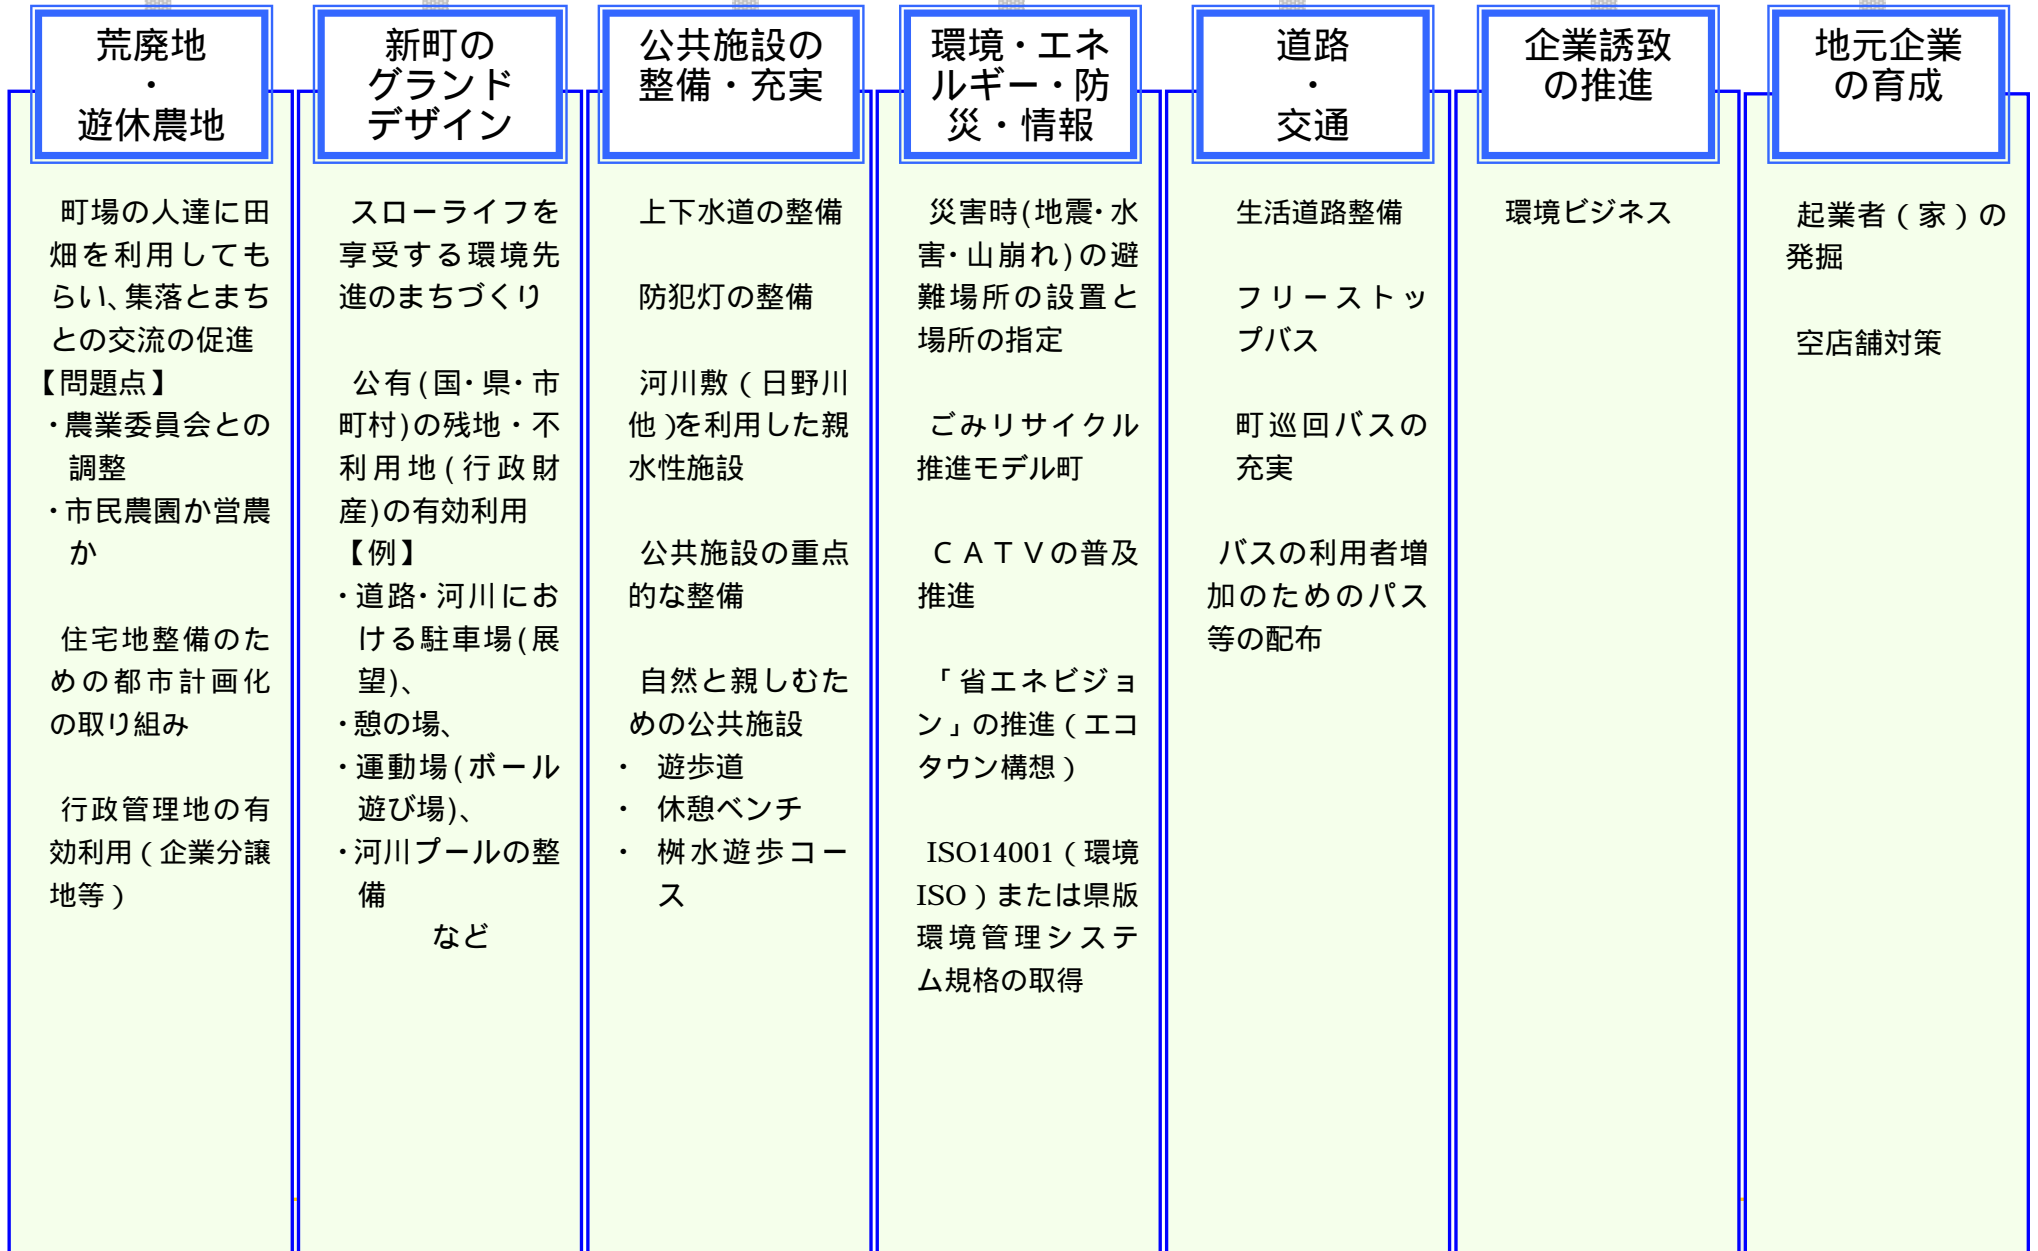 荒廃地
・
遊休農地
町場の人達に田
畑を利用しても
らい、集落とまち
との交流の促進
【問題点】
・農業委員会との
調整
・市民農園か営農
か
住宅地整備のた
めの都市計画化
の取り組み
行政管理地の有
効利用（企業分譲
地等）
新町の
グランド
デザイン
スローライフを
享受する環境先
進のまちづくり
公有(国・県・市
町村)の残地・不
利用地(行政財
産)の有効利用
【例】
・道路・河川にお
ける駐車場(展
望)、
・憩の場、
・運動場(ボール
遊び場)、
・河川プールの整
備
など
公共施設の
整備・充実
上下水道の整備
防犯灯の整備
河川敷（日野川
他）を利用した親
水性施設
公共施設の重点
的な整備
自然と親しむた
めの公共施設
・ 遊歩道
・ 休憩ベンチ
・ 桝水遊歩コー
ス
環境・エネ
ルギー・防
災・情報
災害時(地震・水
害・山崩れ)の避
難場所の設置と
場所の指定
ごみリサイクル
推進モデル町
ＣＡＴＶの普及
推進
「省エネビジョ
ン」の推進（エコ
タウン構想）
ISO14001（環境
ISO）または県版
環境管理システ
ム規格の取得
道路
・
交通
生活道路整備
フリーストッ
プバス
町巡回バスの
充実
バスの利用者増
加のためのパス
等の配布
企業誘致
の推進
環境ビジネス
地元企業
の育成
起業者（家）の
発掘
空店舗対策